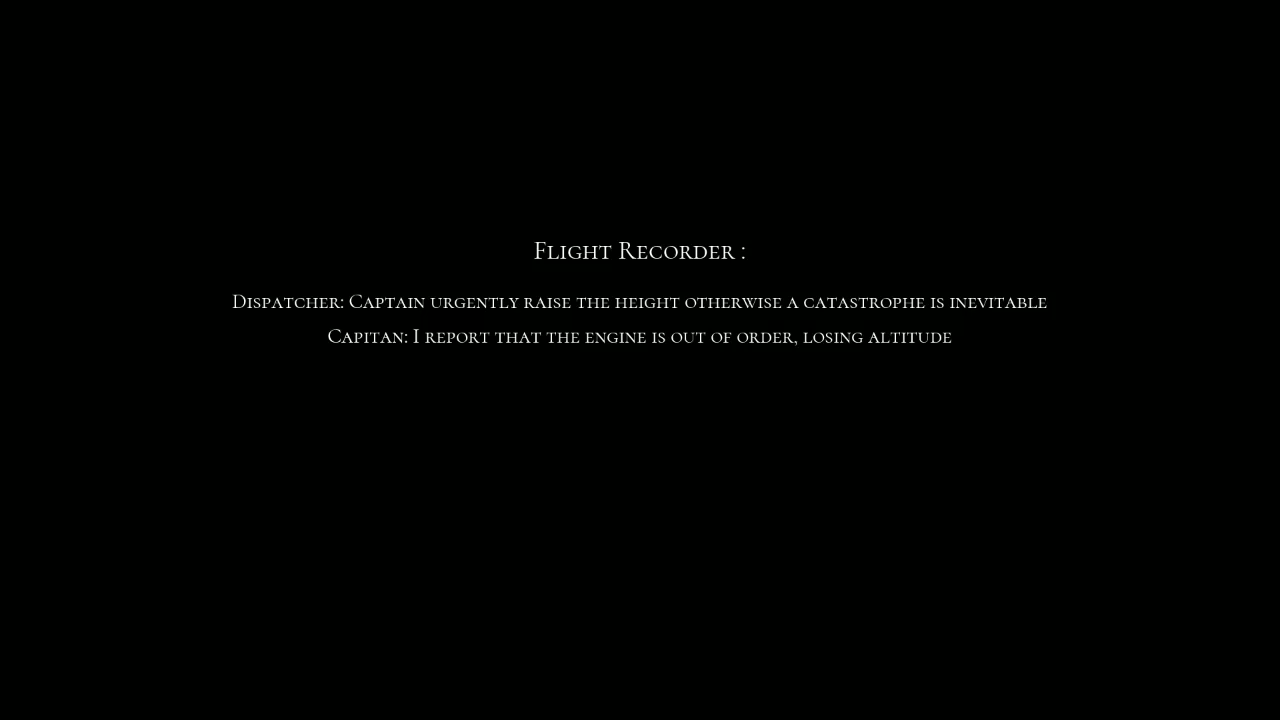 Flight Recorder :
Dispatcher: Captain urgently raise the height otherwise a catastrophe is inevitable
Capitan: I report that the engine is out of order, losing altitude